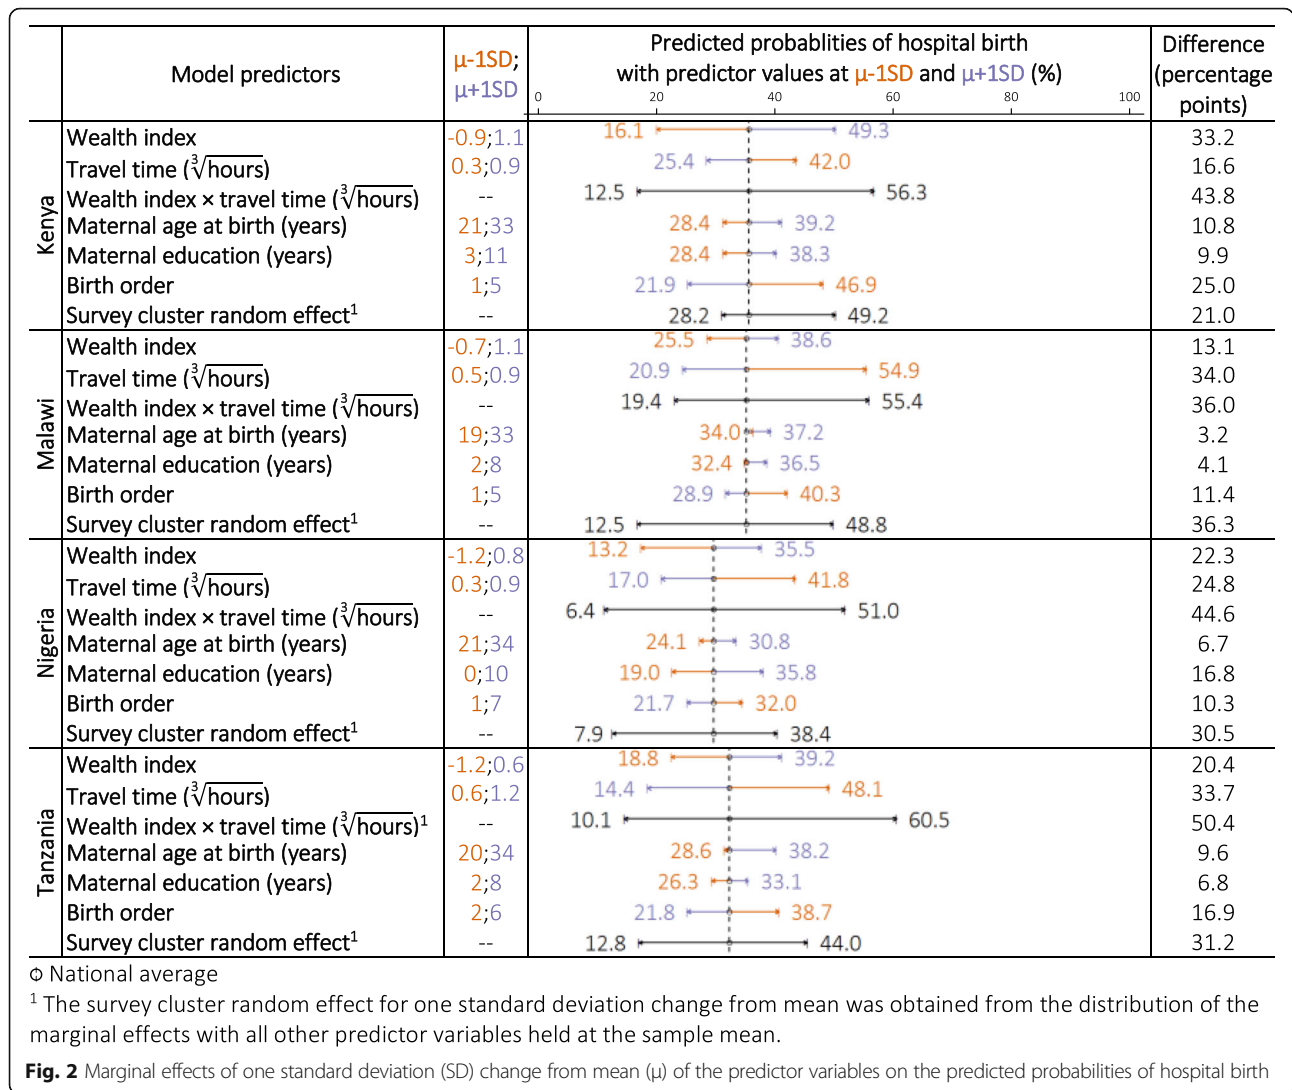 Model predictors
μ-1SD;
μ+1SD
Predicted probablities of hospital birth
with predictor values at μ-1SD and μ+1SD (%)
0 20 40 60 80 100
Difference
(percentage
points)
Kenya
Wealth index -0.9;1.1 16.1 49.3 33.2
Travel time (∛hours) 0.3;0.9 25.4 42.0 16.6
Wealth index × travel time (∛hours) -- 12.5 56.3 43.8
Maternal age at birth (years) 21;33 28.4 39.2 10.8
Maternal education (years) 3;11 28.4 38.3 9.9
Birth order 1;5 21.9 46.9 25.0
Survey cluster random effect¹ -- 28.2 49.2 21.0
Malawi
Wealth index -0.7;1.1 25.5 38.6 13.1
Travel time (∛hours) 0.5;0.9 20.9 54.9 34.0
Wealth index × travel time (∛hours) -- 19.4 55.4 36.0
Maternal age at birth (years) 19;33 34.0 37.2 3.2
Maternal education (years) 2;8 32.4 36.5 4.1
Birth order 1;5 28.9 40.3 11.4
Survey cluster random effect¹ -- 12.5 48.8 36.3
Nigeria
Wealth index -1.2;0.8 13.2 35.5 22.3
Travel time (∛hours) 0.3;0.9 17.0 41.8 24.8
Wealth index × travel time (∛hours) -- 6.4 51.0 44.6
Maternal age at birth (years) 21;34 24.1 30.8 6.7
Maternal education (years) 0;10 19.0 35.8 16.8
Birth order 1;7 21.7 32.0 10.3
Survey cluster random effect¹ -- 7.9 38.4 30.5
Tanzania
Wealth index -1.2;0.6 18.8 39.2 20.4
Travel time (∛hours) 0.6;1.2 14.4 48.1 33.7
Wealth index × travel time (∛hours)¹ -- 10.1 60.5 50.4
Maternal age at birth (years) 20;34 28.6 38.2 9.6
Maternal education (years) 2;8 26.3 33.1 6.8
Birth order 2;6 21.8 38.7 16.9
Survey cluster random effect¹ -- 12.8 44.0 31.2
Φ National average
¹ The survey cluster random effect for one standard deviation change from mean was obtained from the distribution of the
marginal effects with all other predictor variables held at the sample mean.
Fig. 2 Marginal effects of one standard deviation (SD) change from mean (μ) of the predictor variables on the predicted probabilities of hospital birth